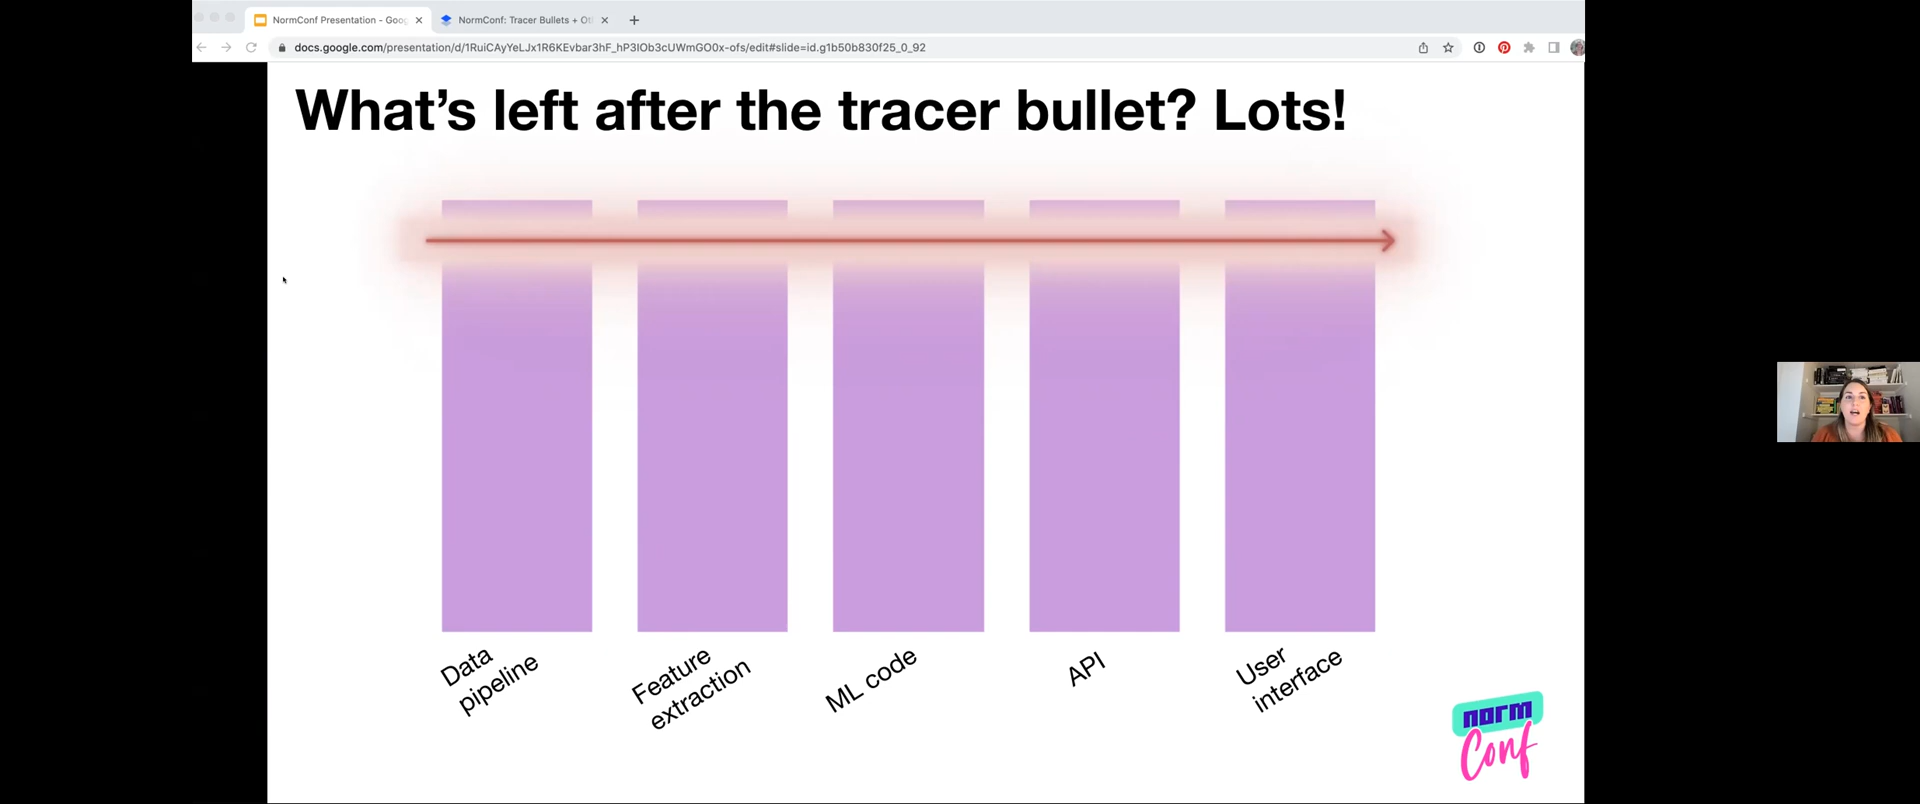 NormConf Presentation - Goog
NormConf: Tracer Bullets + Ot
docs.google.com/presentation/d/1RuiCAyYeLJx1R6KEvbar3hF_hP3IOb3cUWmGO0x-ofs/edit#slide=id.g1b50b830f25_0_92
What’s left after the tracer bullet? Lots!
Data
pipeline
Feature
extraction
ML code
API
User
interface
norm
Conf